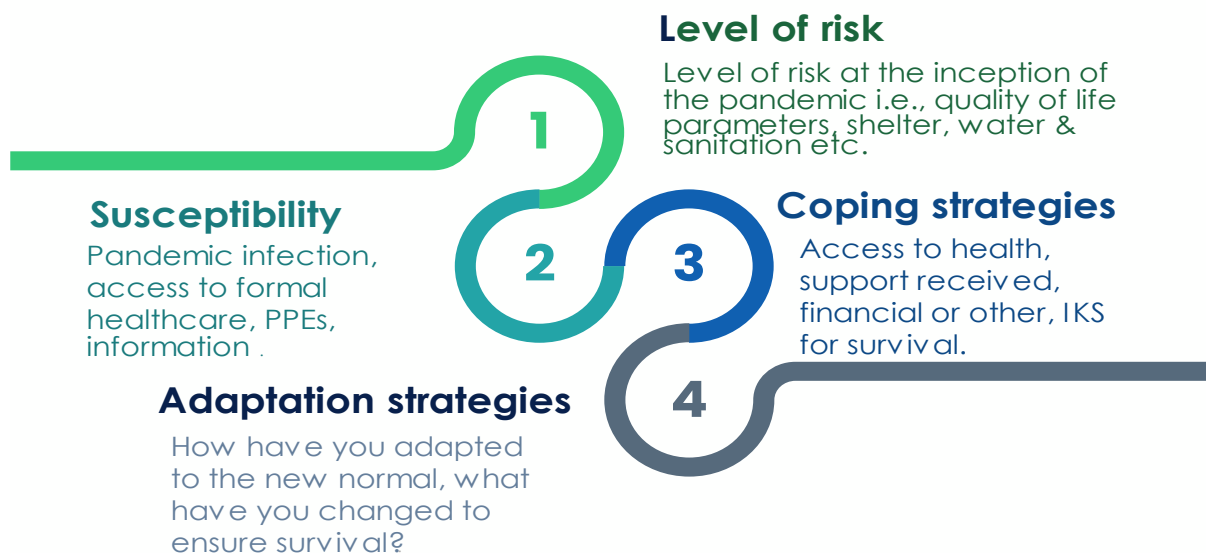 Level of risk
Level of risk at the inception of
the pandemic i.e., quality of life
parameters, shelter, water &
sanitation etc.
1
Susceptibility
Pandemic infection,
access to formal
healthcare, PPEs,
information .
2
3
Coping strategies
Access to health,
support received,
financial or other, IKS
for survival.
Adaptation strategies
How have you adapted
to the new normal, what
have you changed to
ensure survival?
4